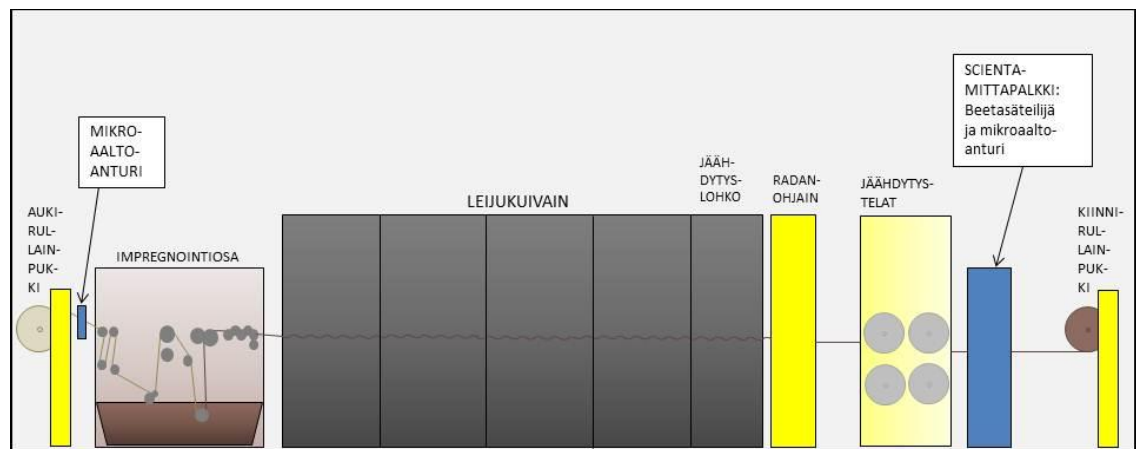 AUKI-
RUL-
LAIN-
PUK-
KI
MIKRO-
AALTO-
ANTURI
IMPREGNOINTIOSA
LEIJUKUIVAIN
JÄÄH-
DYTYS-
LOHKO
RADAN-
OHJAIN
JÄÄHDYTYS-
TELAT
SCIENTA-
MITTAPALKKI:
Beetasäteilijä
ja mikroaalto-
anturi
KIINNI-
RUL-
LAIN-
PUK-
KI